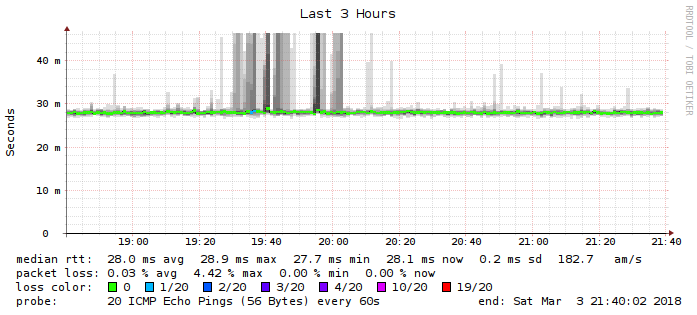 Last 3 Hours
RRDTOOL / TOBI OETIKER
Seconds
40 m
30 m
20 m
10 m
0
19:00 19:20 19:40 20:00 20:20 20:40 21:00 21:20 21:40
median rtt: 28.0 ms avg 28.9 ms max 27.7 ms min 28.1 ms now 0.2 ms sd 182.7 am/s
packet loss: 0.03 % avg 4.42 % max 0.00 % min 0.00 % now
loss color: 0 1/20 2/20 3/20 4/20 10/20 19/20
probe: 20 ICMP Echo Pings (56 Bytes) every 60s end: Sat Mar 3 21:40:02 2018